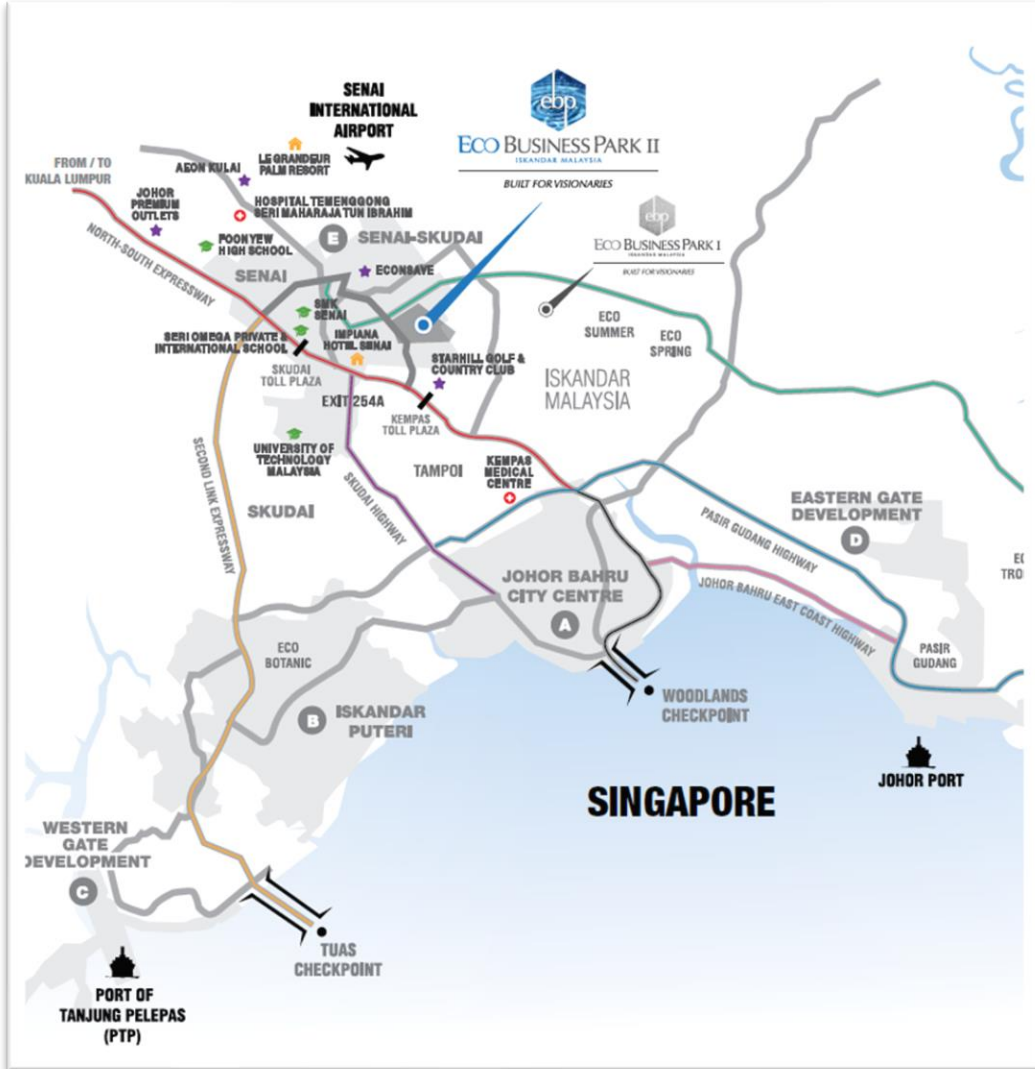 SENAI
INTERNATIONAL
AIRPORT
ebp
ECO BUSINESS PARK II
ISKANDAR MALAYSIA
BUILT FOR VISIONARIES
FROM / TO
KUALA LUMPUR
AEON KULAI
LE GRANDEUR
PALM RESORT
JOHOR
PREMIUM
OUTLETS
HOSPITAL TEMENGGONG
SERI MAHARAJA TUN IBRAHIM
FOON YEW
HIGH SCHOOL
NORTH-SOUTH EXPRESSWAY
E
SENAI-SKUDAI
ebp
ECO BUSINESS PARK I
ISKANDAR MALAYSIA
BUILT FOR VISIONARIES
SENAI
ECONSAVE
SMK
SENAI
SERI OMEGA PRIVATE &
INTERNATIONAL SCHOOL
IMPIANA
HOTEL SENAI
ECO
SUMMER
ECO
SPRING
SKUDAI
TOLL PLAZA
STARHILL GOLF &
COUNTRY CLUB
ISKANDAR
MALAYSIA
EXIT 254A
KEMPAS
TOLL PLAZA
UNIVERSITY OF
TECHNOLOGY
MALAYSIA
TAMPOI
KEMPAS
MEDICAL
CENTRE
SECOND LINK EXPRESSWAY
SKUDAI
SKUDAI HIGHWAY
EASTERN GATE
DEVELOPMENT
D
PASIR GUDANG HIGHWAY
TRO
JOHOR BAHRU
CITY CENTRE
A
JOHOR BAHRU EAST COAST HIGHWAY
ECO
BOTANIC
PASIR
GUDANG
B
ISKANDAR
PUTERI
WOODLANDS
CHECKPOINT
JOHOR PORT
SINGAPORE
WESTERN
GATE
DEVELOPMENT
C
TUAS
CHECKPOINT
PORT OF
TANJUNG PELEPAS
(PTP)